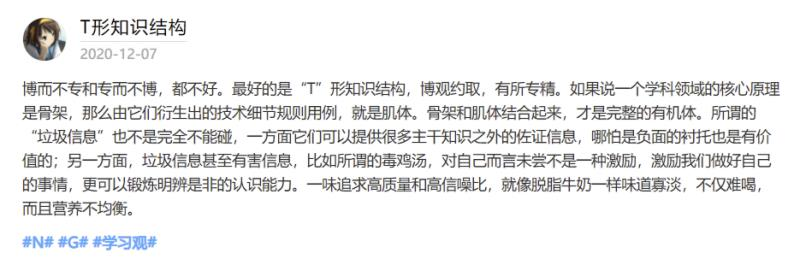 T形知识结构
2020-12-07
博而不专和专而不博，都不好。最好的是“T”形知识结构，博观约取，有所专精。如果说一个学科领域的核心原理
是骨架，那么由它们衍生出的技术细节规则用例，就是肌体。骨架和肌体结合起来，才是完整的有机体。所谓的
“垃圾信息”也不是完全不能碰，一方面它们可以提供很多主干知识之外的佐证信息，哪怕是负面的衬托也是有价
值的；另一方面，垃圾信息甚至有害信息，比如所谓的毒鸡汤，对自己而言未尝不是一种激励，激励我们做好自己
的事情，更可以锻炼明辨是非的认识能力。一味追求高质量和高信噪比，就像脱脂牛奶一样味道寡淡，不仅难喝，
而且营养不均衡。
#N# #G# #学习观#